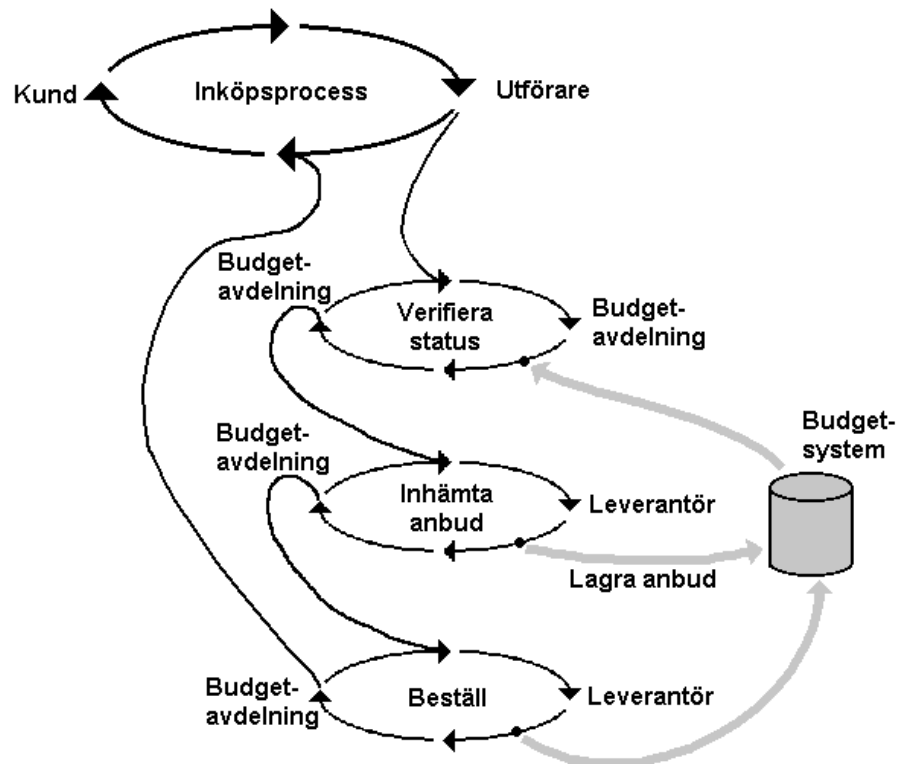 Kund
Inköpsprocess
Utförare
Budget-
avdelning
Verifiera
status
Budget-
avdelning
Budget-
system
Budget-
avdelning
Inhämta
anbud
Leverantör
Lagra anbud
Budget-
avdelning
Beställ
Leverantör